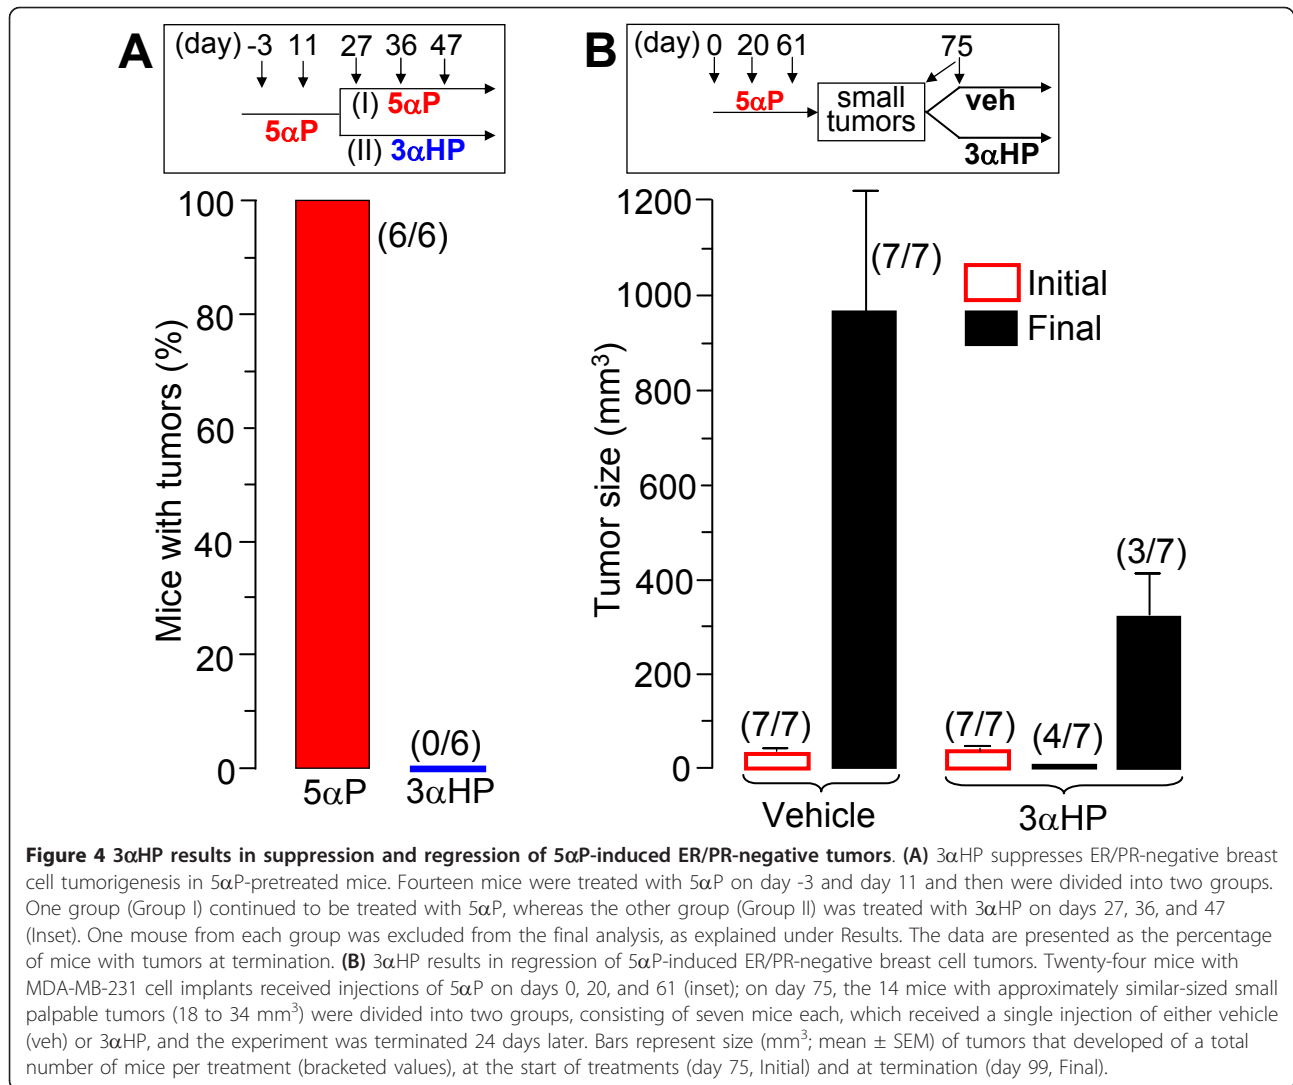 A
(day) -3 11 27 36 47
(I) 5αP
5αP
(II) 3αHP
Mice with tumors (%)
100
80
60
40
20
0
(6/6)
(0/6)
5αP 3αHP
B
(day) 0 20 61 75
5αP
small
tumors
veh
3αHP
Tumor size (mm³)
1200
1000
800
600
400
200
0
(7/7)
Initial
Final
(3/7)
(7/7) (7/7) (4/7)
Vehicle 3αHP
Figure 4 3αHP results in suppression and regression of 5αP-induced ER/PR-negative tumors. (A) 3αHP suppresses ER/PR-negative breast
cell tumorigenesis in 5αP-pretreated mice. Fourteen mice were treated with 5αP on day -3 and day 11 and then were divided into two groups.
One group (Group I) continued to be treated with 5αP, whereas the other group (Group II) was treated with 3αHP on days 27, 36, and 47
(Inset). One mouse from each group was excluded from the final analysis, as explained under Results. The data are presented as the percentage
of mice with tumors at termination. (B) 3αHP results in regression of 5αP-induced ER/PR-negative breast cell tumors. Twenty-four mice with
MDA-MB-231 cell implants received injections of 5αP on days 0, 20, and 61 (inset); on day 75, the 14 mice with approximately similar-sized small
palpable tumors (18 to 34 mm³) were divided into two groups, consisting of seven mice each, which received a single injection of either vehicle
(veh) or 3αHP, and the experiment was terminated 24 days later. Bars represent size (mm³; mean ± SEM) of tumors that developed of a total
number of mice per treatment (bracketed values), at the start of treatments (day 75, Initial) and at termination (day 99, Final).